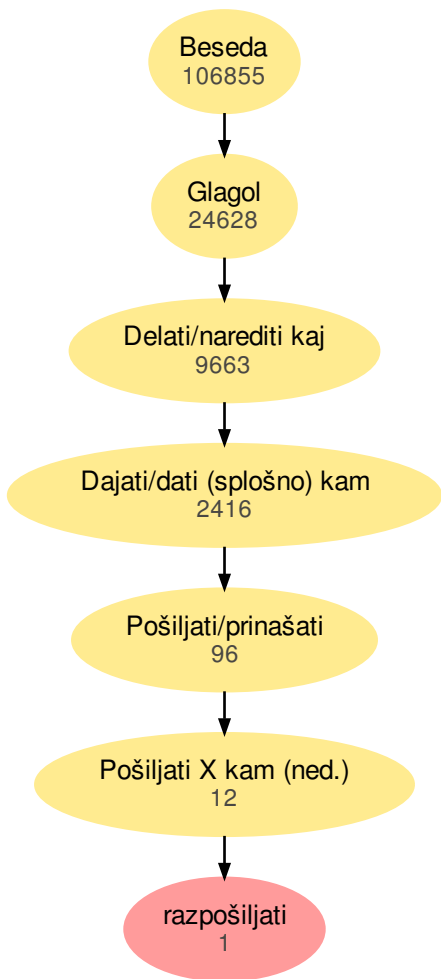 Beseda
106855
Glagol
24628
Delati/narediti kaj
9663
Dajati/dati (splošno) kam
2416
Pošiljati/prinašati
96
Pošiljati X kam (ned.)
12
razpošiljati
1